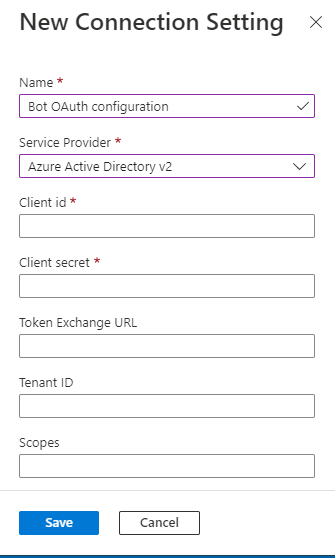 New Connection Setting
Name *
Bot OAuth configuration
Service Provider *
Azure Active Directory v2
Client id *
Client secret *
Token Exchange URL
Tenant ID
Scopes
Save Cancel